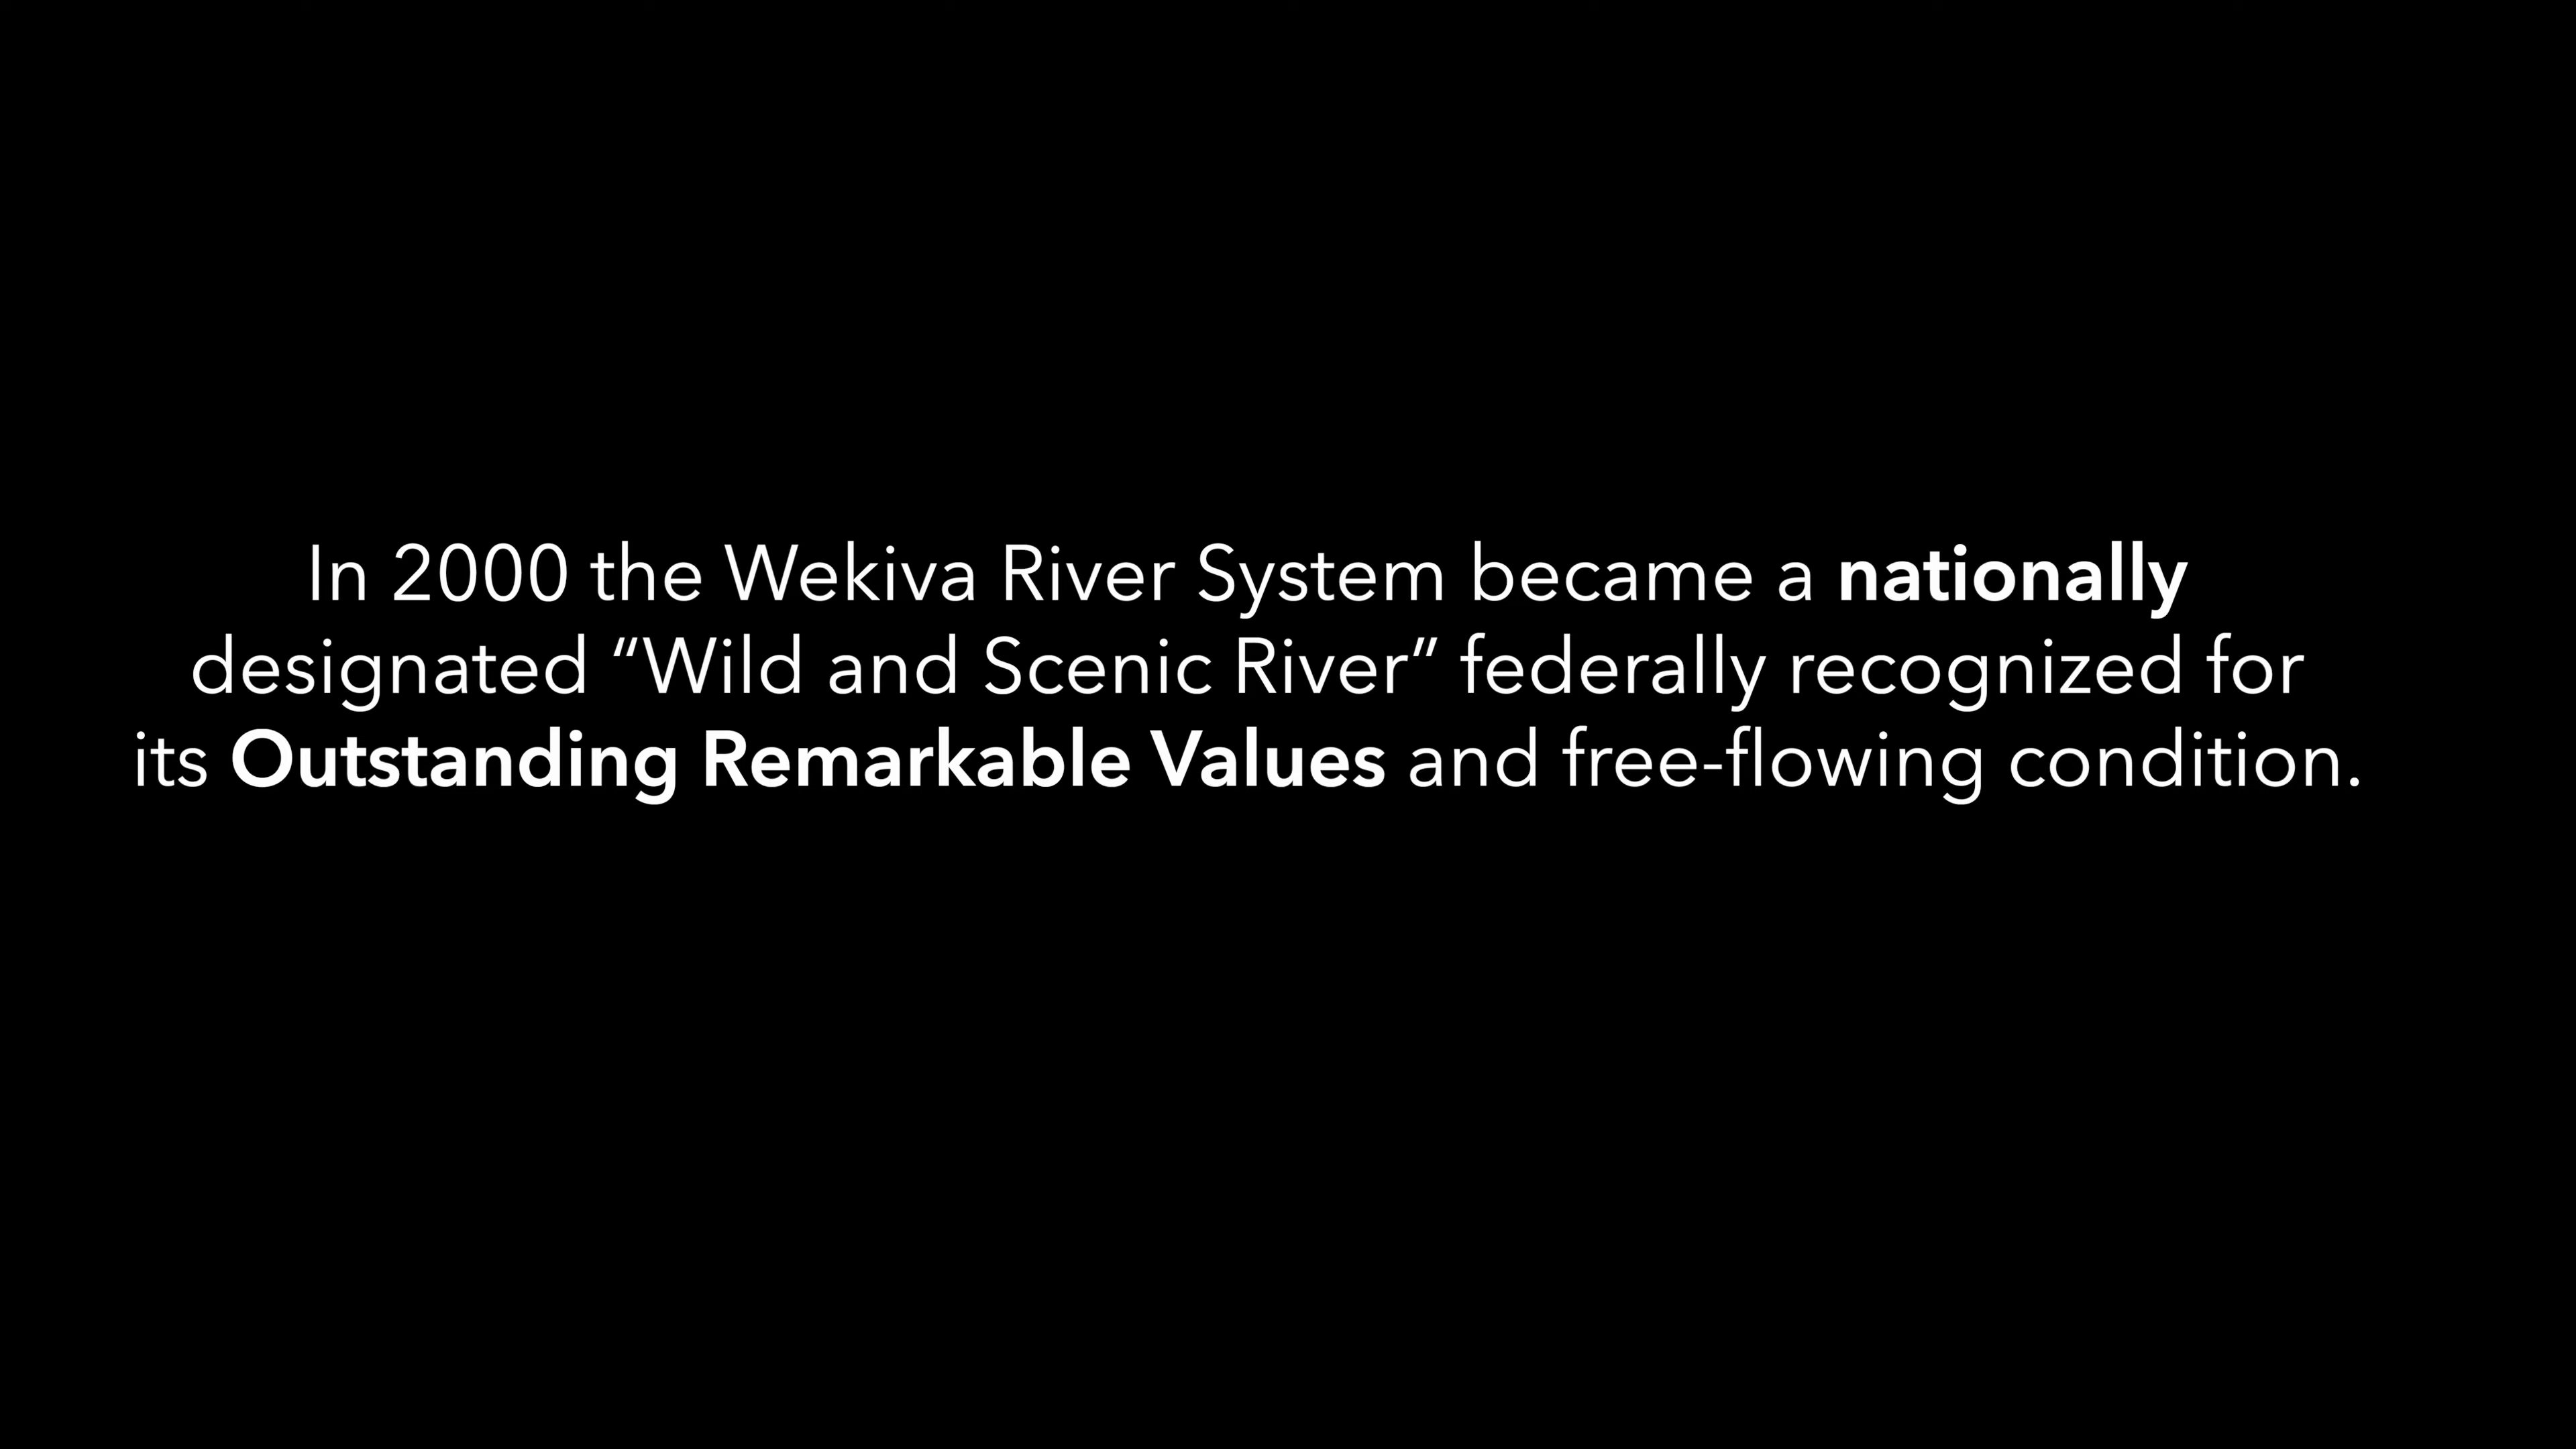 In 2000 the Wekiva River System became a nationally
designated “Wild and Scenic River” federally recognized for
its Outstanding Remarkable Values and free-flowing condition.